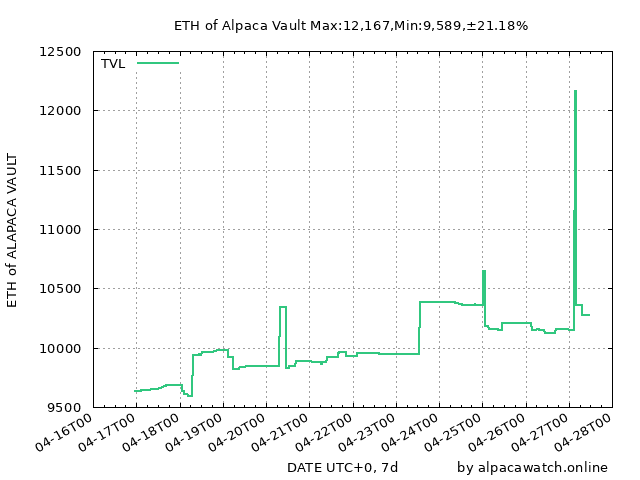 ETH of Alpaca Vault Max:12,167,Min:9,589,±21.18%
TVL
ETH of ALAPACA VAULT
12500
12000
11500
11000
10500
10000
9500
04-16T00
04-17T00
04-18T00
04-19T00
04-20T00
04-21T00
04-22T00
04-23T00
04-24T00
04-25T00
04-26T00
04-27T00
04-28T00
DATE UTC+0, 7d
by alpacawatch.online